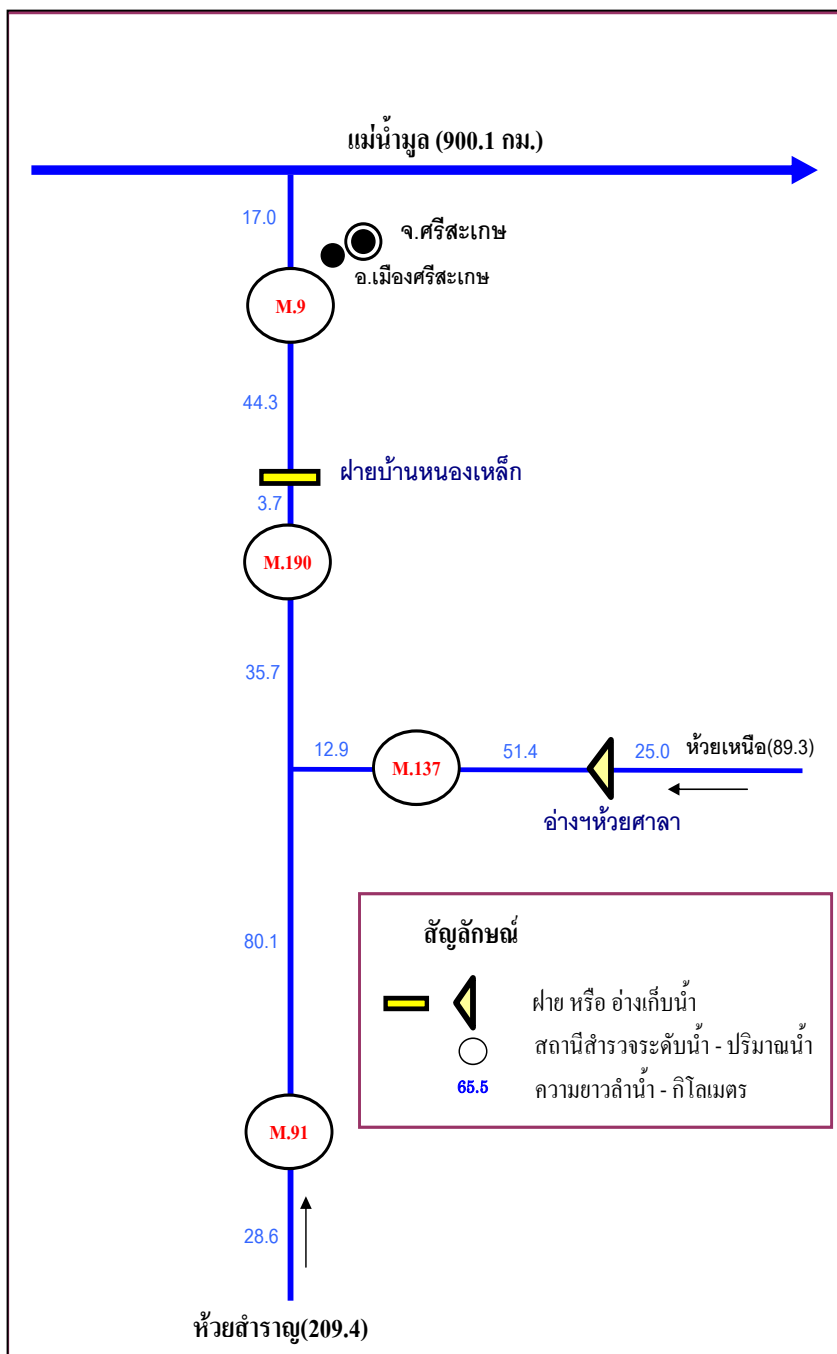 แม่น้ำมูล (900.1 กม.)
17.0
จ.ศรีสะเกษ
อ.เมืองศรีสะเกษ
M.9
44.3
ฝายบ้านหนองเหล็ก
3.7
M.190
35.7
12.9
M.137
51.4
25.0
ห้วยเหนือ(89.3)
อ่างฯห้วยศาลา
80.1
สัญลักษณ์
ฝาย หรือ อ่างเก็บน้ำ
สถานีสำรวจระดับน้ำ - ปริมาณน้ำ
65.5 ความยาวลำน้ำ - กิโลเมตร
M.91
28.6
ห้วยสำราญ(209.4)